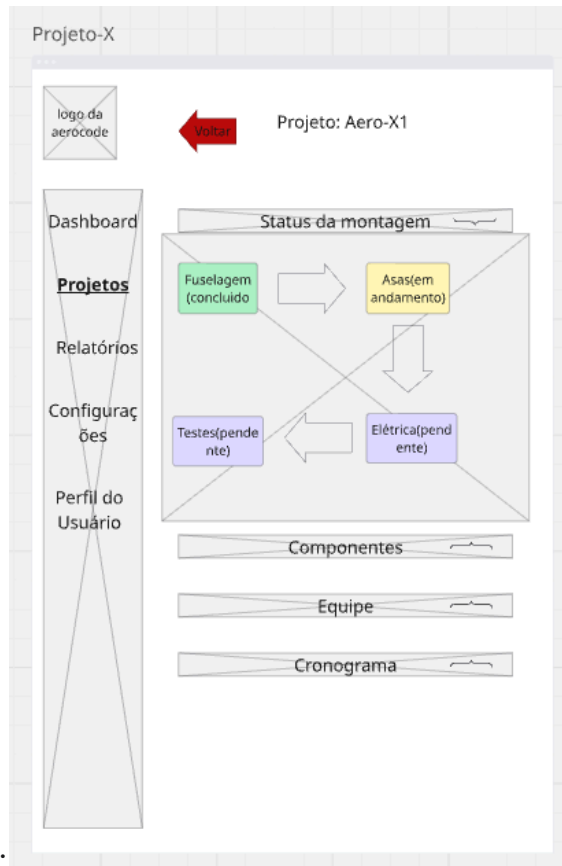 Projeto-X
logo da
aerocode
Voltar
Projeto: Aero-X1
Dashboard
Projetos
Relatórios
Configuraç
ões
Perfil do
Usuário
Status da montagem
Fuselagem
(concluido
Asas(em
andamento)
Testes(pende
nte)
Elétrica(pend
ente)
Componentes
Equipe
Cronograma